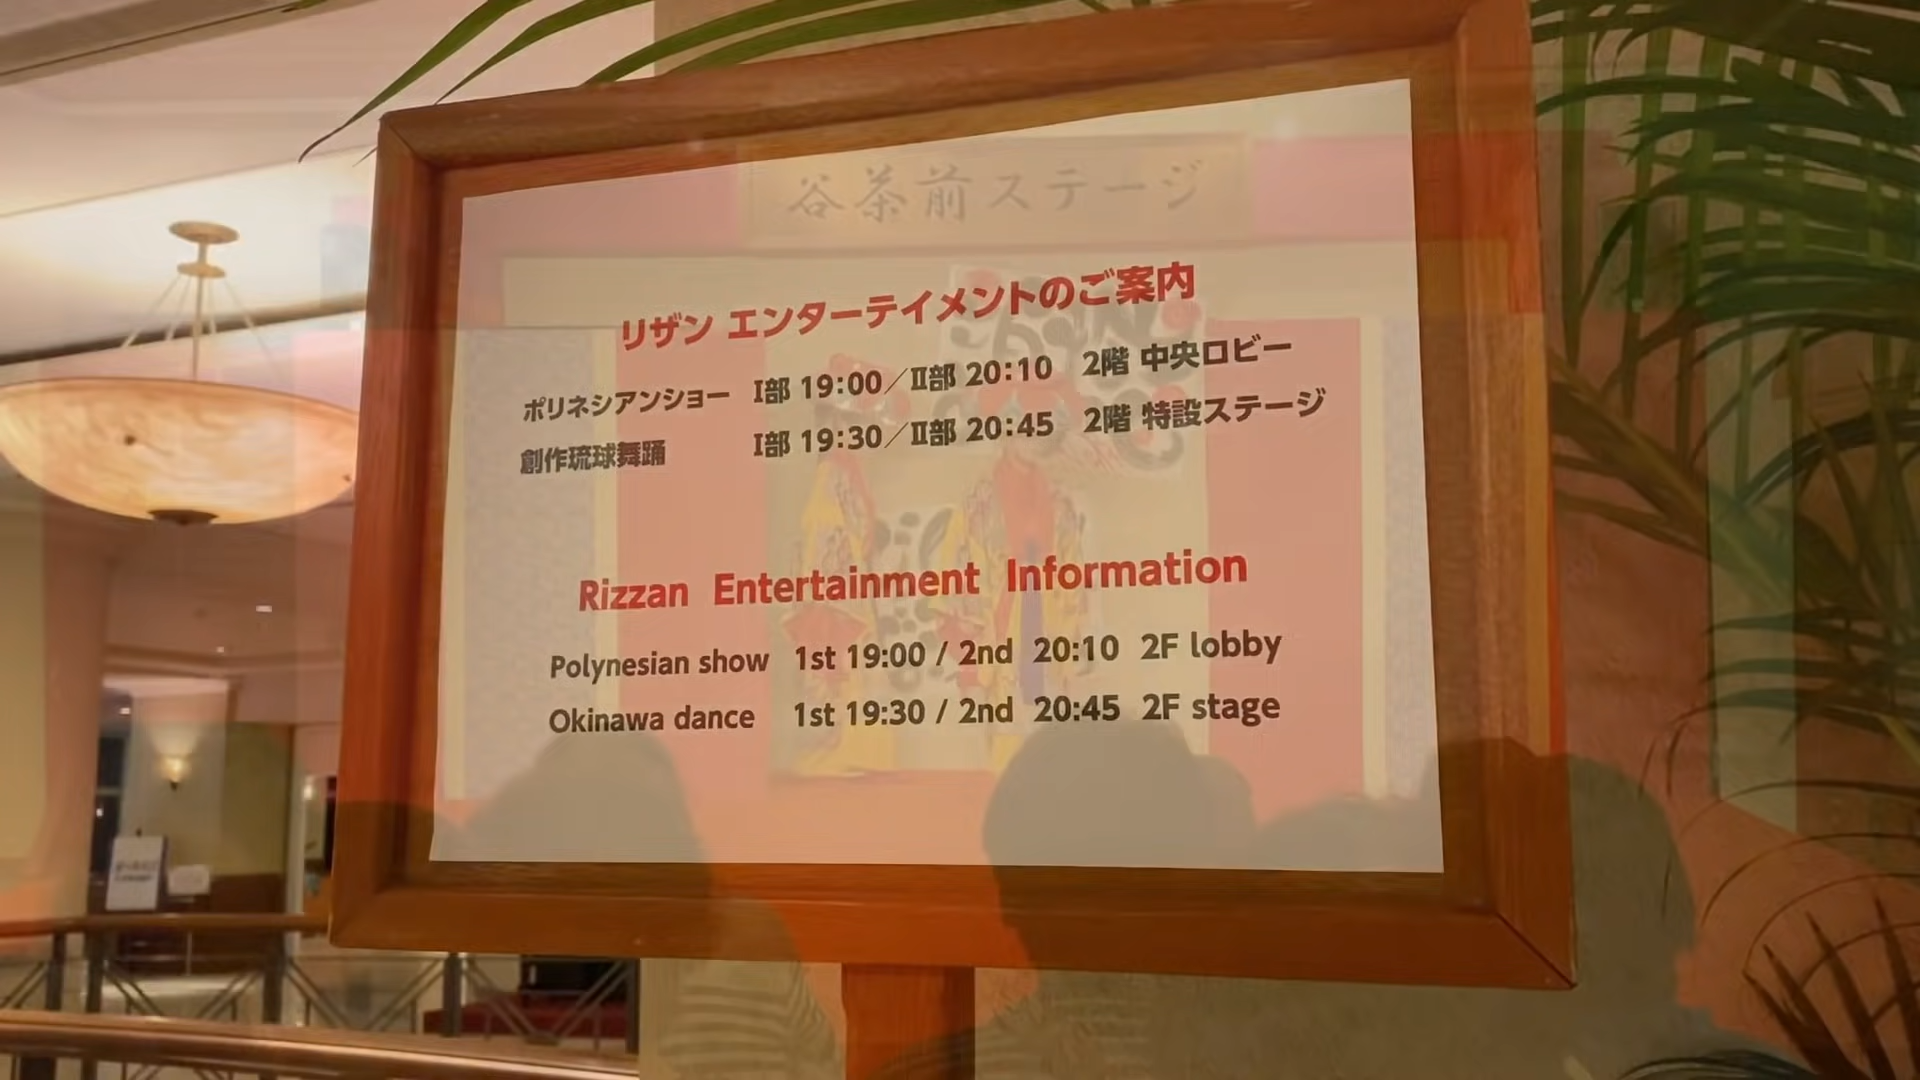 谷茶前ステージ
リザン エンターテイメントのご案内
ポリネシアンショー Ⅰ部 19:00/Ⅱ部 20:10 2階 中央ロビー
創作琉球舞踊 Ⅰ部 19:30/Ⅱ部 20:45 2階 特設ステージ
Rizzan Entertainment Information
Polynesian show 1st 19:00 / 2nd 20:10 2F lobby
Okinawa dance 1st 19:30 / 2nd 20:45 2F stage